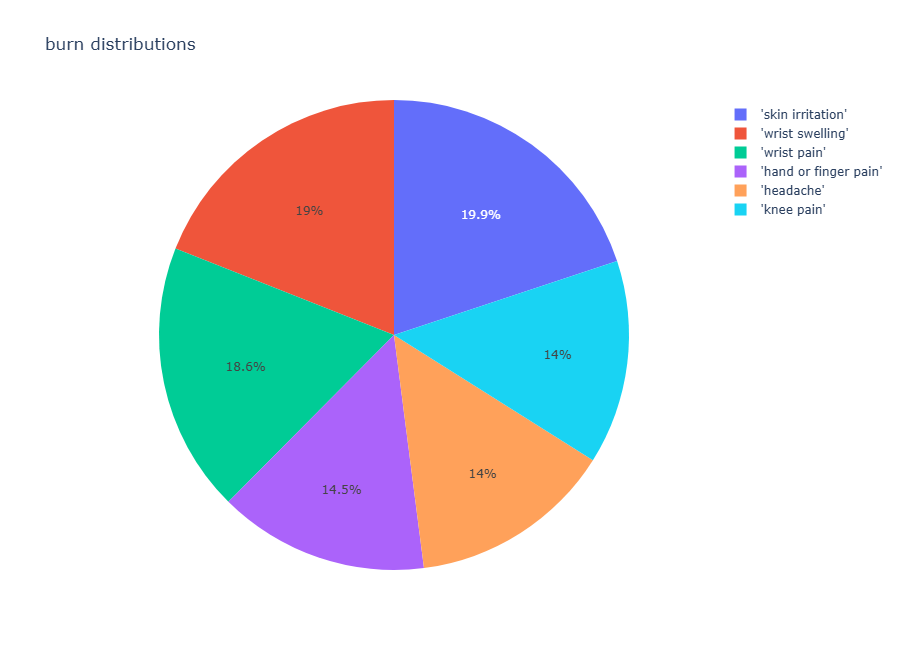 burn distributions
'skin irritation'
'wrist swelling'
'wrist pain'
'hand or finger pain'
'headache'
'knee pain'
19%
19.9%
18.6%
14%
14.5%
14%